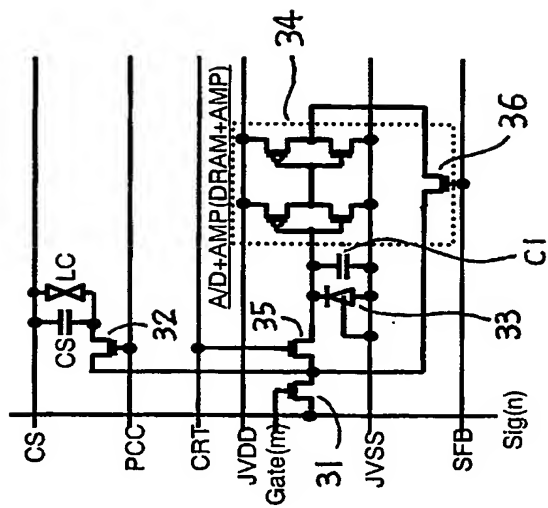 CS
PCC
CRT
JVDD
Gate(m)
JVSS
SFB
Sig(n)
CS
LC
32
35
31
A/D+AMP(DRAM+AMP)
34
33
C1
36